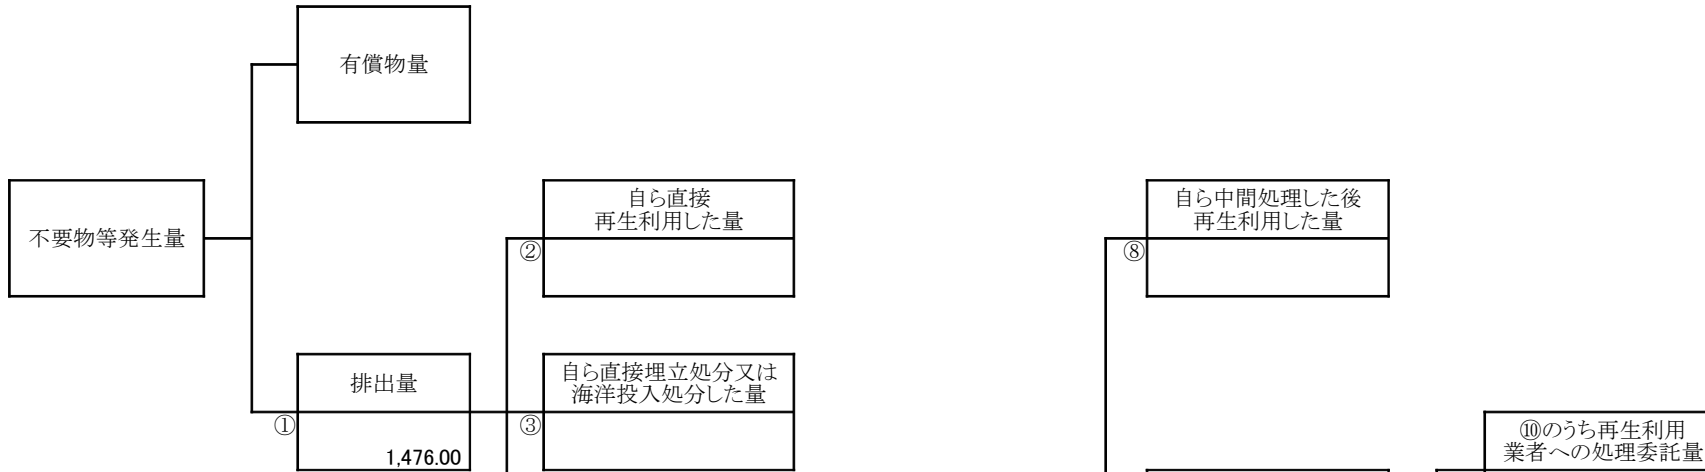 有償物量
不要物等発生量
自ら直接
再生利用した量
②
自ら中間処理した後
再生利用した量
⑧
排出量
①
1,476.00
自ら直接埋立処分又は
海洋投入処分した量
③
⑩のうち再生利用
業者への処理委託量